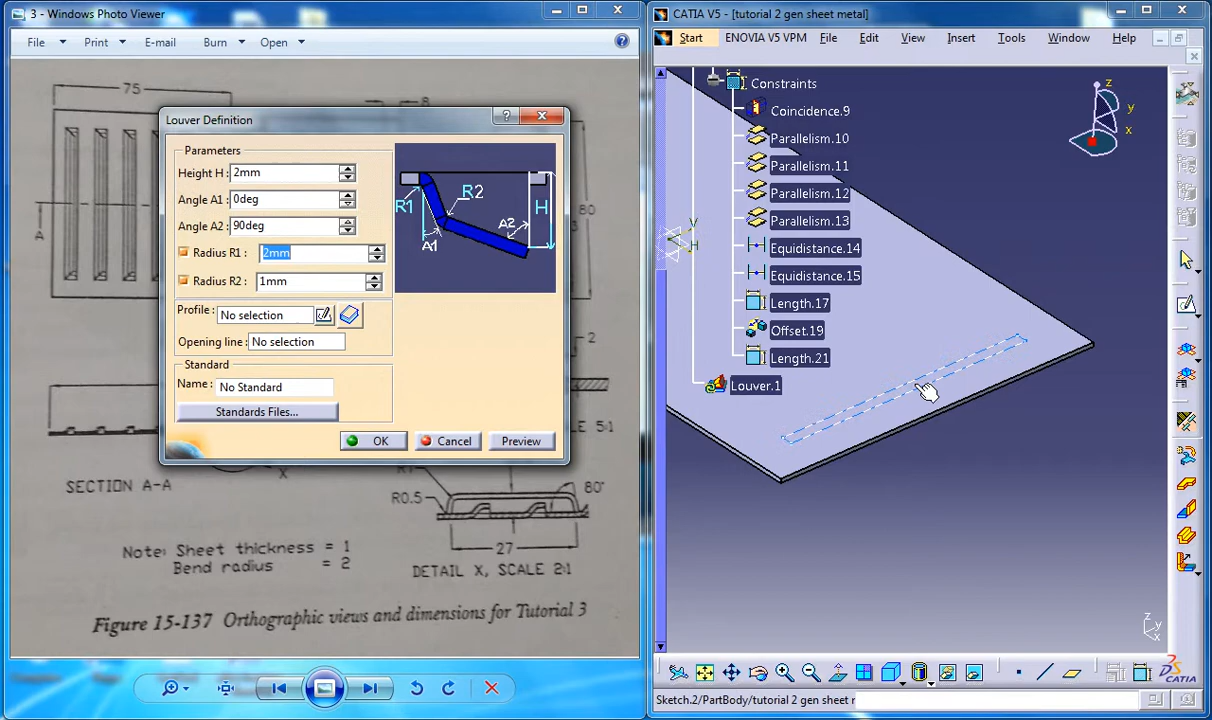 3 - Windows Photo Viewer
File Print E-mail Burn Open
75
8
80
A
2
SCALE 5:1
SECTION A-A
X
R1
R0.5
80°
27
Note: Sheet thickness = 1
Bend radius = 2
DETAIL X, SCALE 2:1
Figure 15-137 Orthographic views and dimensions for Tutorial 3
Louver Definition
Parameters
Height H: 2mm
Angle A1: 0deg
Angle A2: 90deg
Radius R1 : 2mm
Radius R2 : 1mm
R1
R2
A1
A2
H
Profile : No selection
Opening line: No selection
Standard
Name : No Standard
Standards Files...
OK Cancel Preview
CATIA V5 - [tutorial 2 gen sheet metal]
Start ENOVIA V5 VPM File Edit View Insert Tools Window Help
Constraints
Coincidence.9
Parallelism.10
Parallelism.11
Parallelism.12
Parallelism.13
Equidistance.14
Equidistance.15
Length.17
Offset.19
Length.21
Louver.1
V
H
z
y
x
z
y
x
CATIA
Sketch.2/PartBody/tutorial 2 gen sheet r